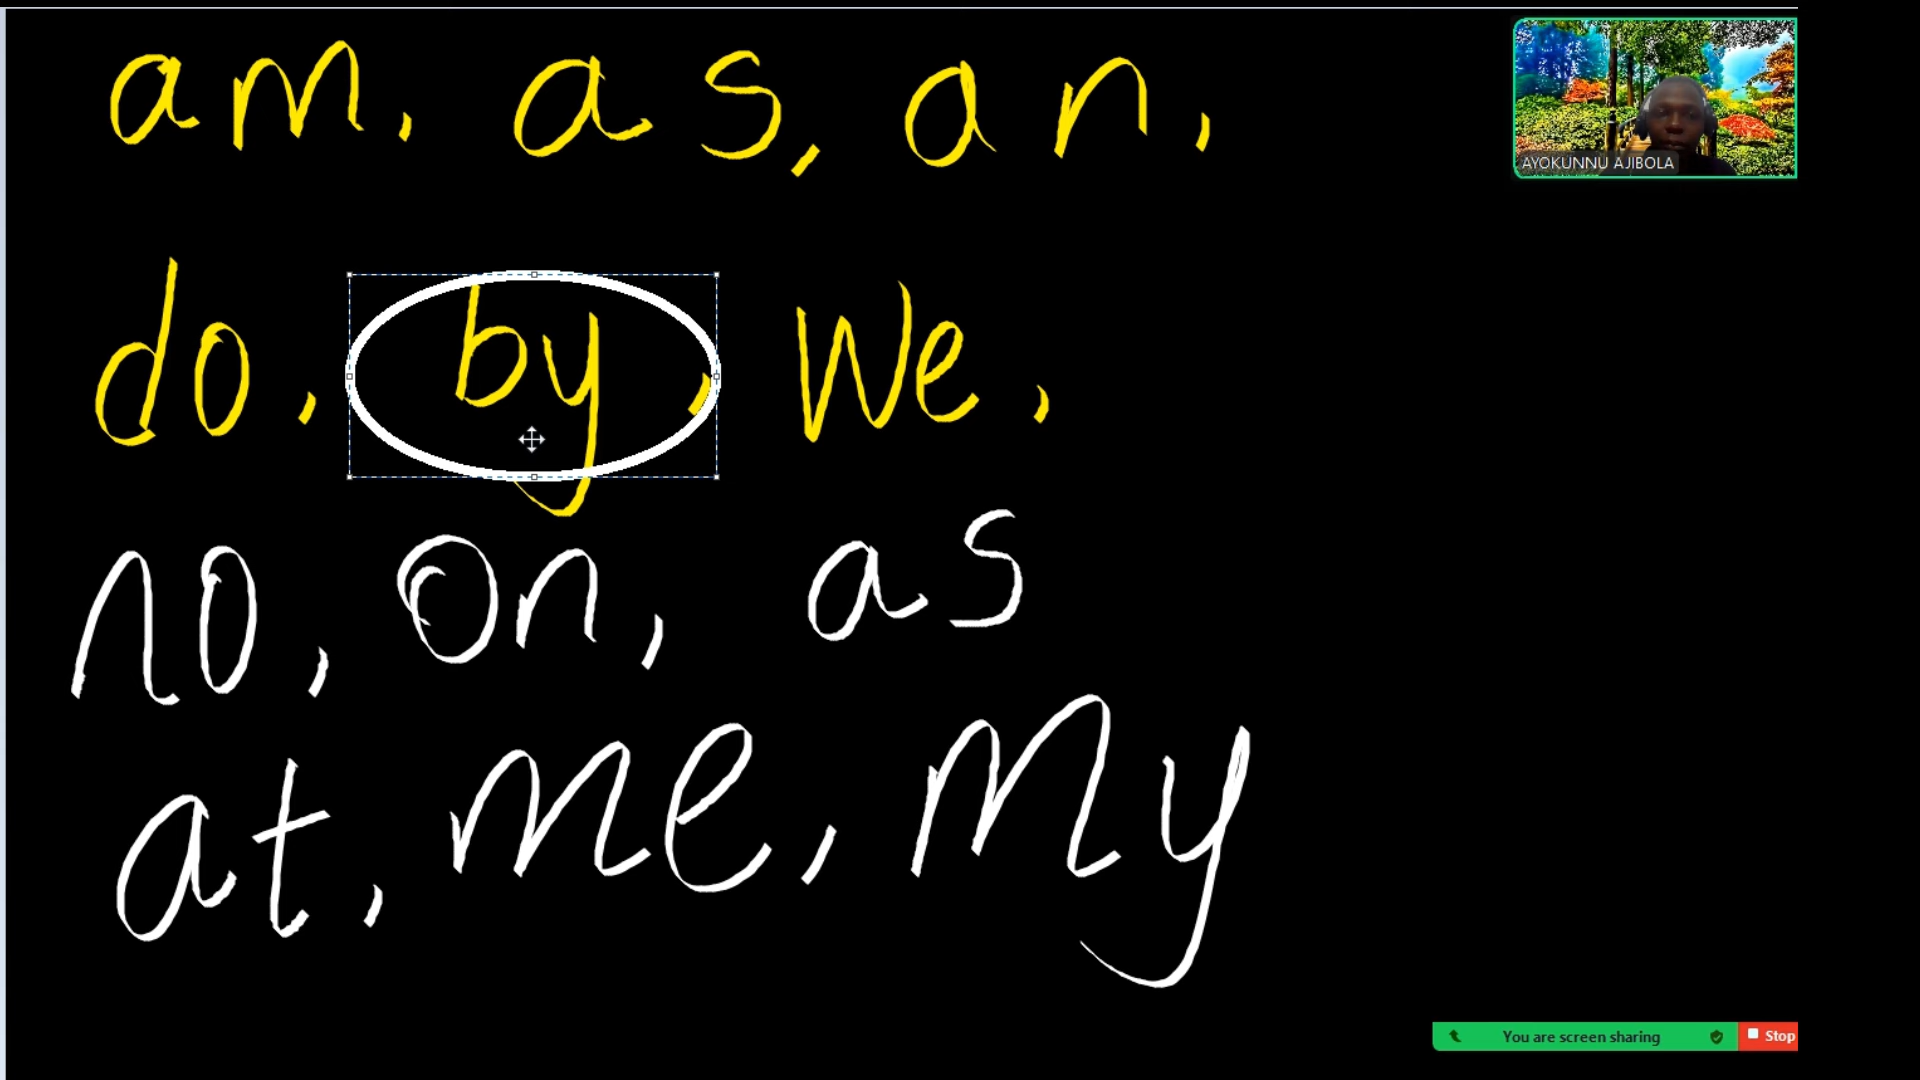 am, as, an,
AYOKUNNU AJIBOLA
do, by, we,
no, on, as
at, me, my
You are screen sharing
Stop